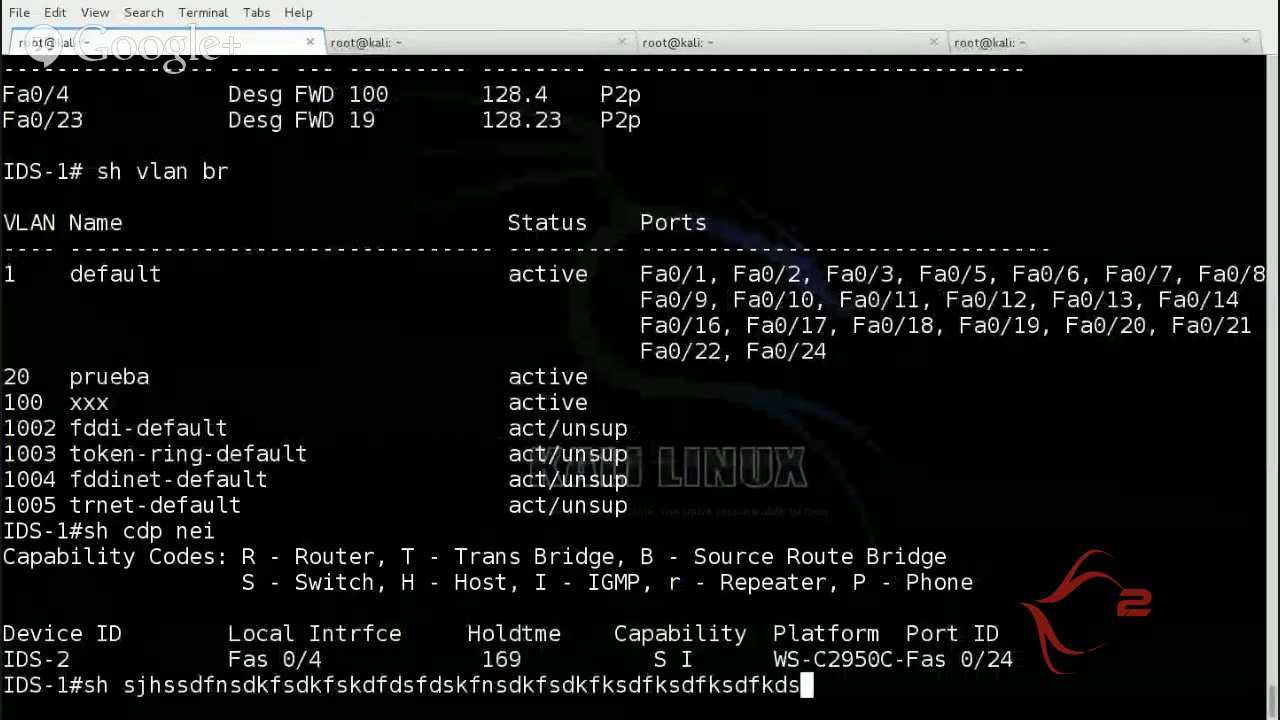 File Edit View Search Terminal Tabs Help
root@kali: ~ × root@kali: ~ × root@kali: ~ × root@kali: ~ ×
Google+
------------------- ---- --- --------- -------- --------------------------------
Fa0/4 Desg FWD 100 128.4 P2p
Fa0/23 Desg FWD 19 128.23 P2p
IDS-1# sh vlan br
VLAN Name Status Ports
---- -------------------------------- --------- -------------------------------
1 default active Fa0/1, Fa0/2, Fa0/3, Fa0/5, Fa0/6, Fa0/7, Fa0/8
Fa0/9, Fa0/10, Fa0/11, Fa0/12, Fa0/13, Fa0/14
Fa0/16, Fa0/17, Fa0/18, Fa0/19, Fa0/20, Fa0/21
Fa0/22, Fa0/24
20 prueba active
100 xxx active
1002 fddi-default act/unsup
1003 token-ring-default act/unsup
KALI LINUX
1004 fddinet-default act/unsup
1005 trnet-default act/unsup
IDS-1#sh cdp nei
Capability Codes: R - Router, T - Trans Bridge, B - Source Route Bridge
S - Switch, H - Host, I - IGMP, r - Repeater, P - Phone
2
Device ID Local Intrfce Holdtme Capability Platform Port ID
IDS-2 Fas 0/4 169 S I WS-C2950C-Fas 0/24
IDS-1#sh sjhssdfnsdkfsdkfskdfdsfdskfnsdkfsdkfksdfksdfksdfkds